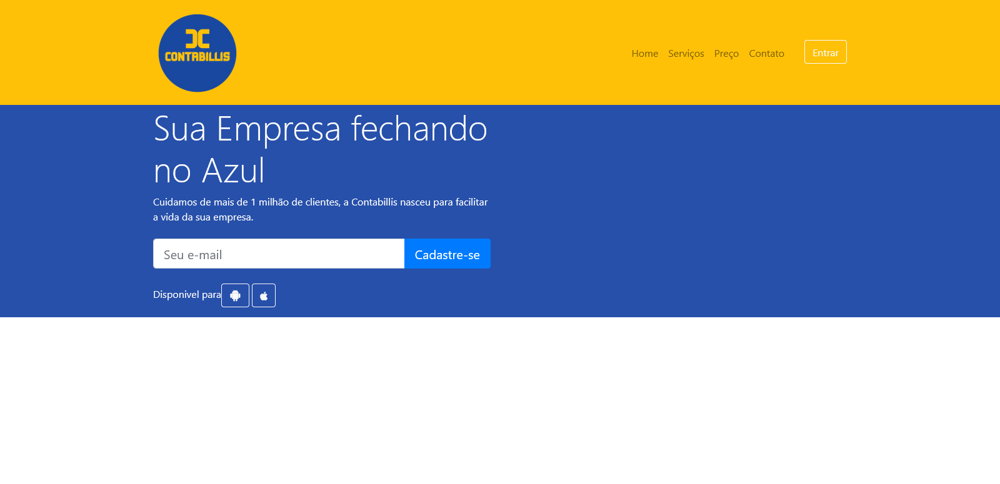 CONTABILLIS
Home Serviços Preço Contato Entrar
Sua Empresa fechando
no Azul
Cuidamos de mais de 1 milhão de clientes, a Contabillis nasceu para facilitar
a vida da sua empresa.
Seu e-mail Cadastre-se
Disponivel para